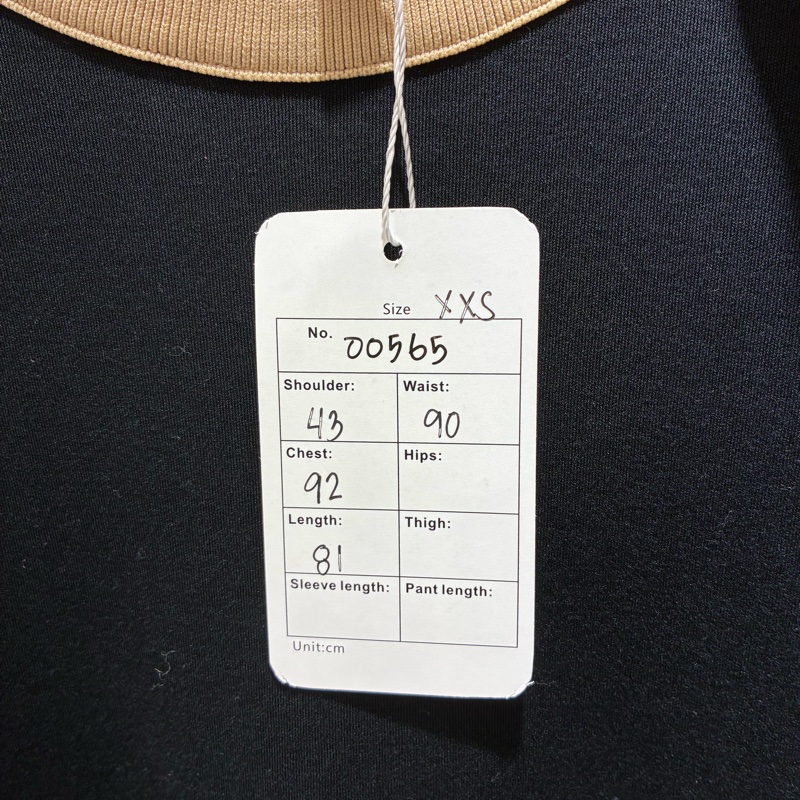 Size XXS
No. 00565
Shoulder: Waist:
43 90
Chest: Hips:
92
Length: Thigh:
81
Sleeve length: Pant length:
Unit:cm